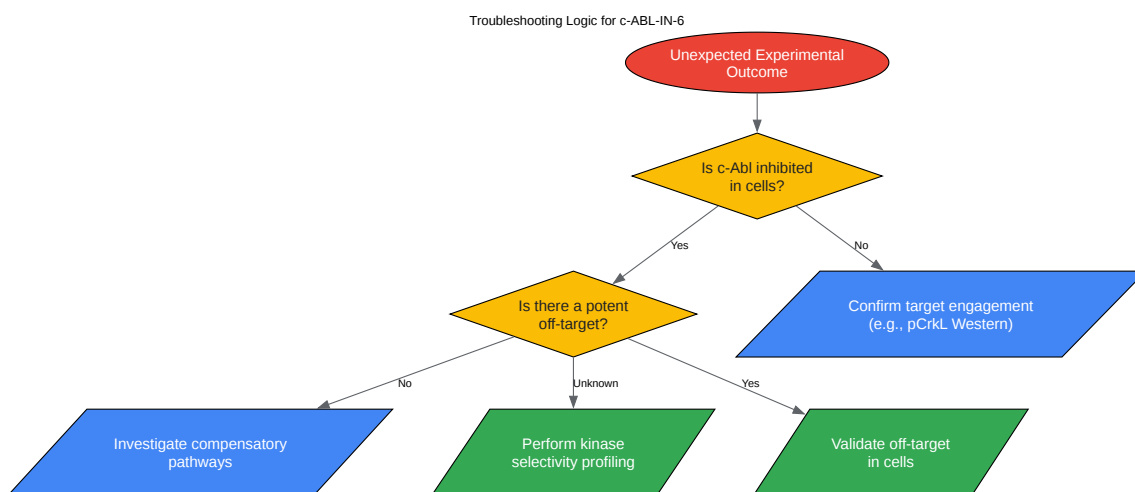 Troubleshooting Logic for c-ABL-IN-6
Unexpected Experimental
Outcome
Is c-Abl inhibited
in cells?
Yes
No
Is there a potent
off-target?
Confirm target engagement
(e.g., pCrkL Western)
No
Unknown
Yes
Investigate compensatory
pathways
Perform kinase
selectivity profiling
Validate off-target
in cells